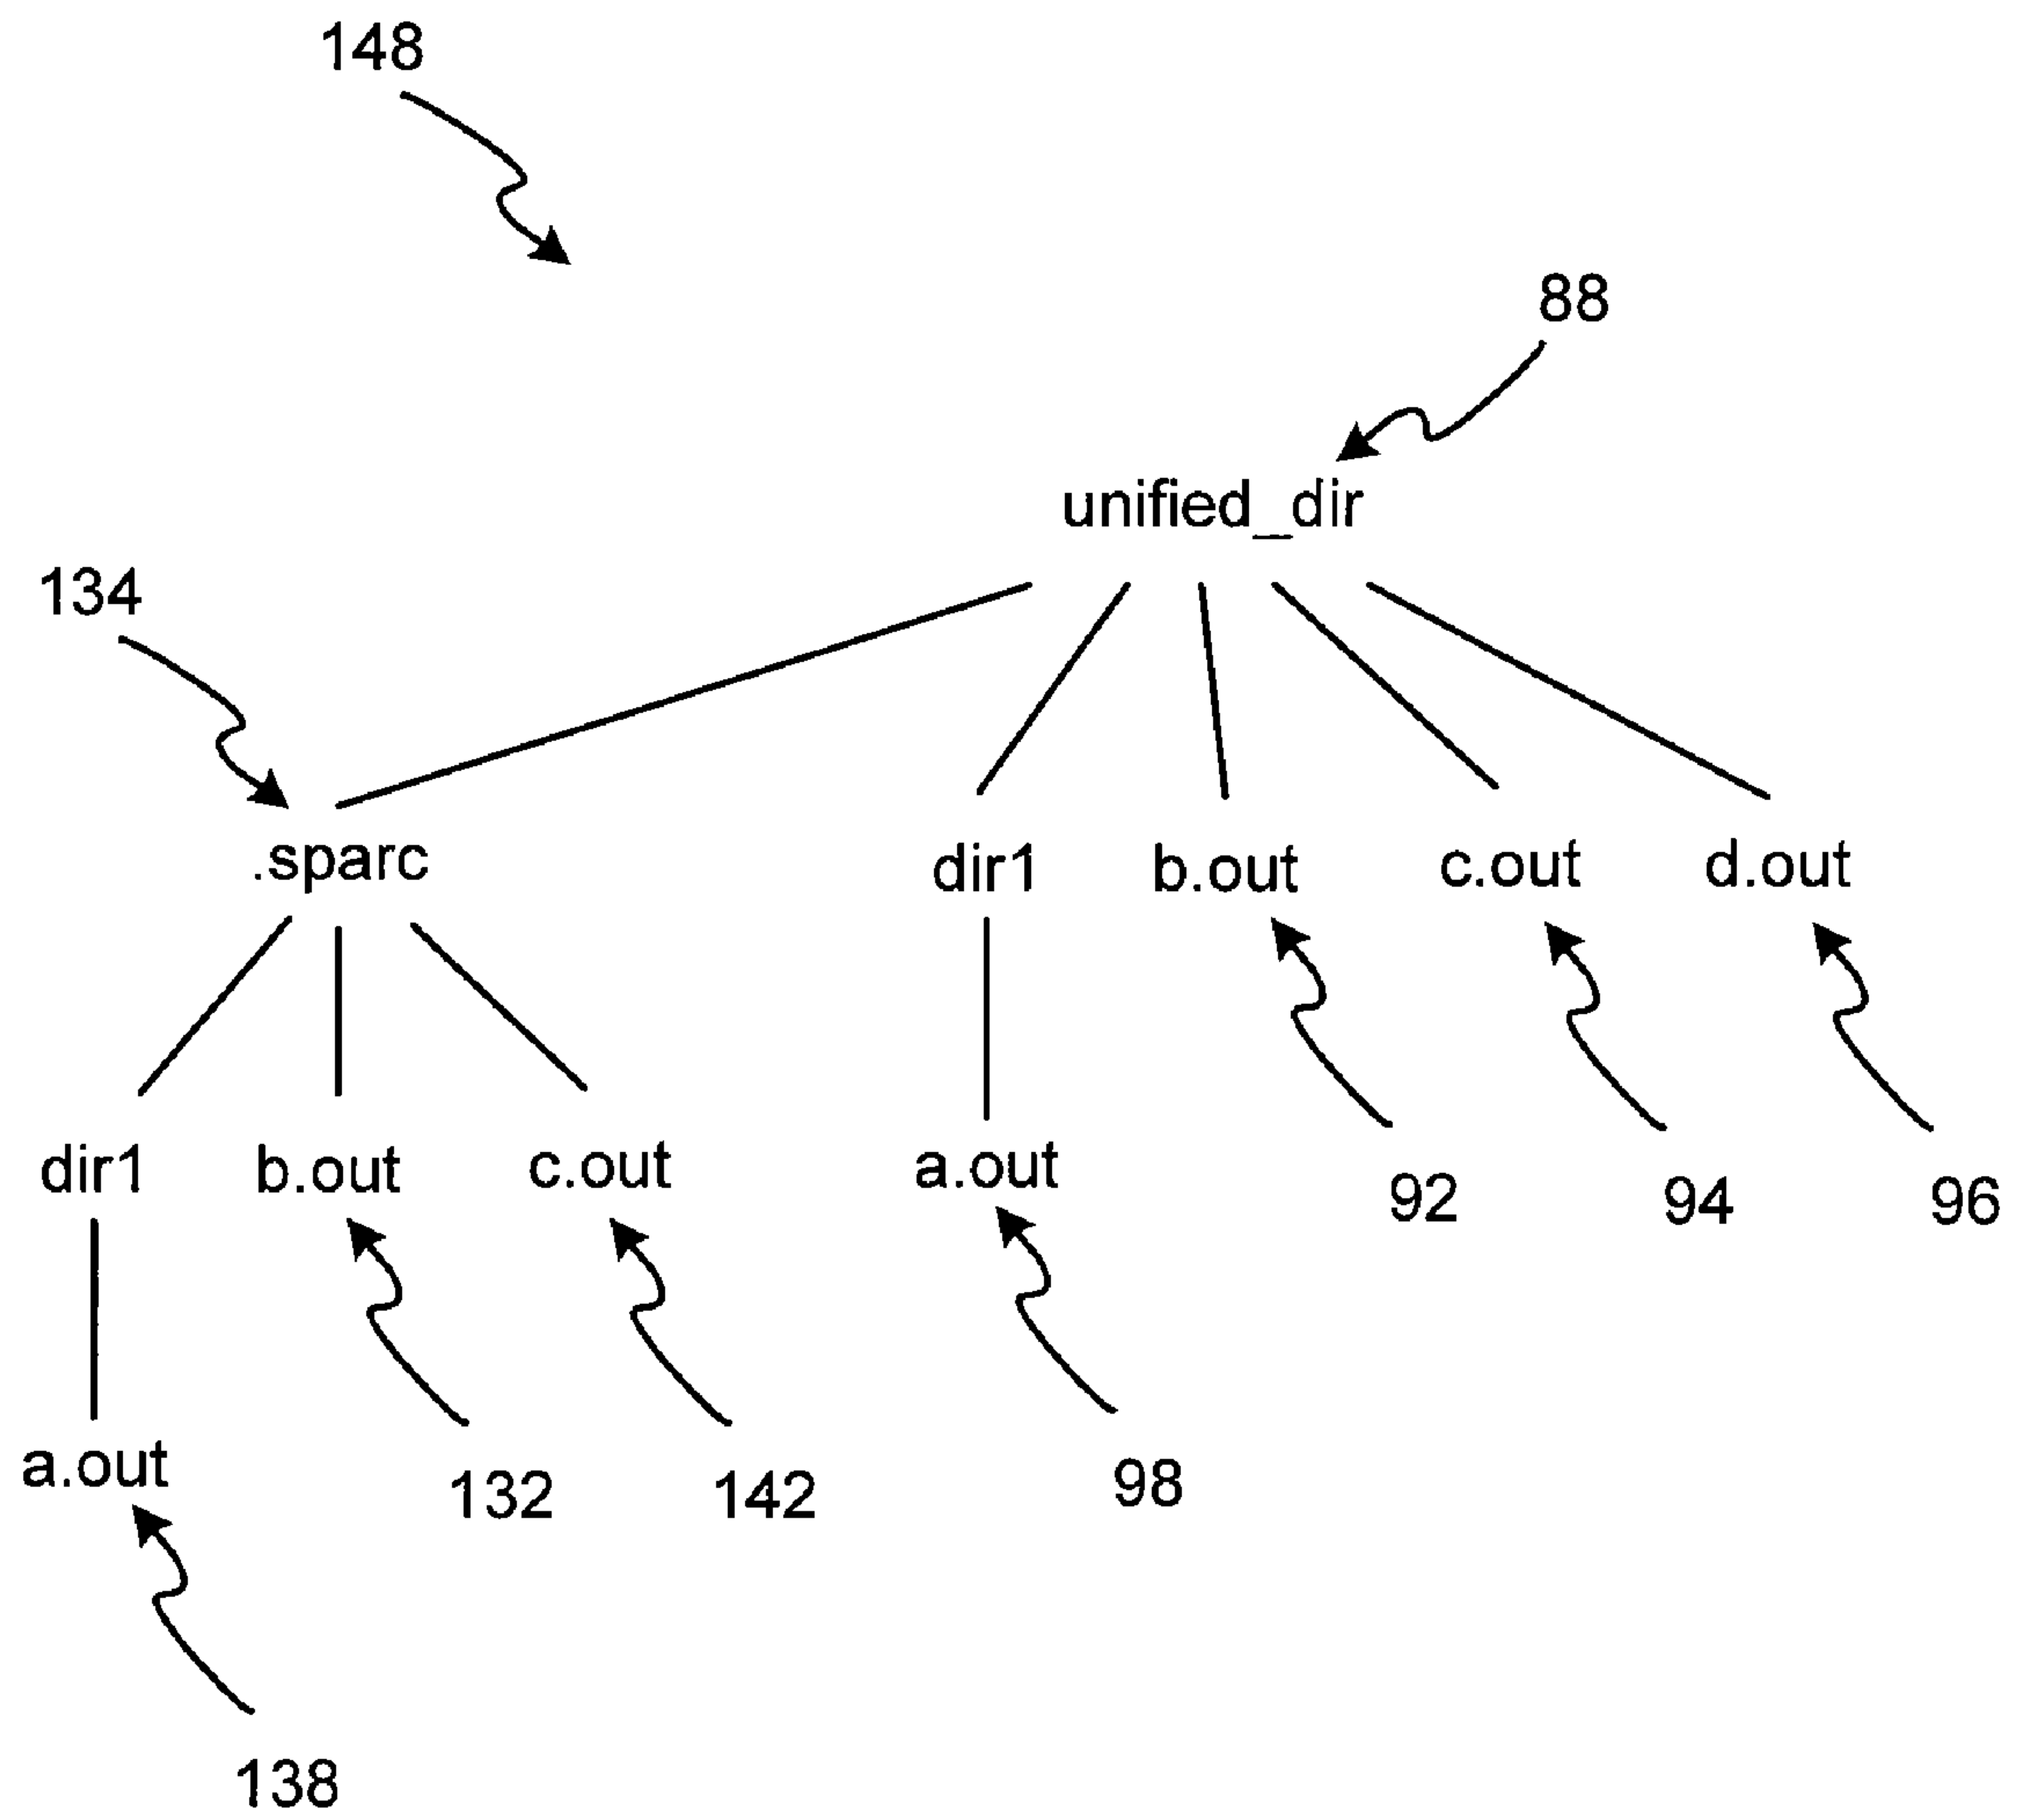 148
88
unified_dir
134
.sparc dir1 b.out c.out d.out
dir1 b.out c.out a.out 92 94 96
a.out 132 142 98
138